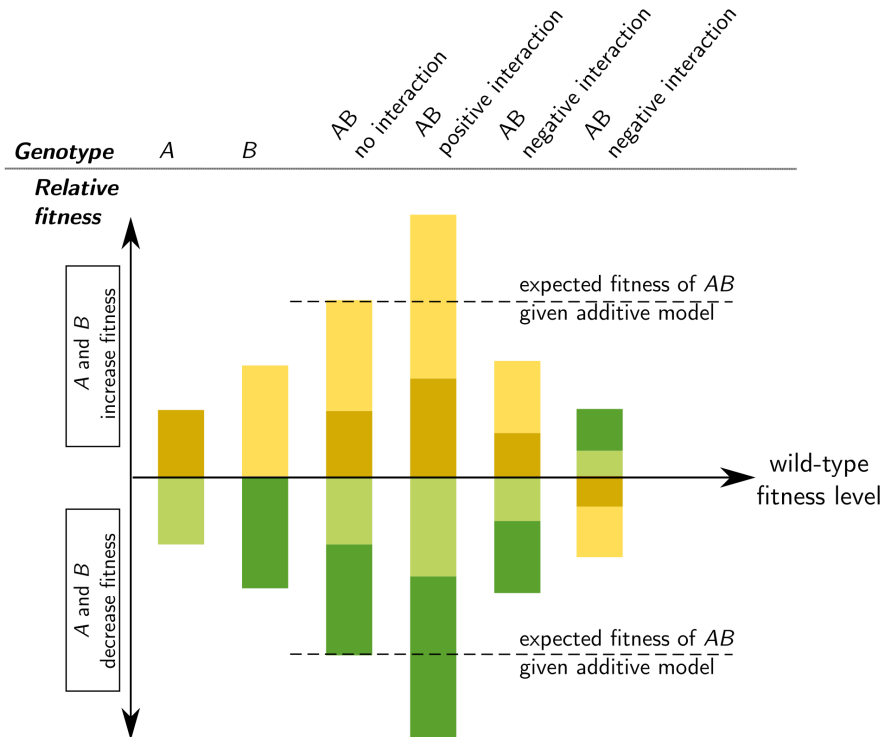 Genotype
A
B
AB
no interaction
AB
positive interaction
AB
negative interaction
AB
negative interaction
Relative
fitness
A and B
increase fitness
expected fitness of AB
given additive model
wild-type
fitness level
A and B
decrease fitness
expected fitness of AB
given additive model